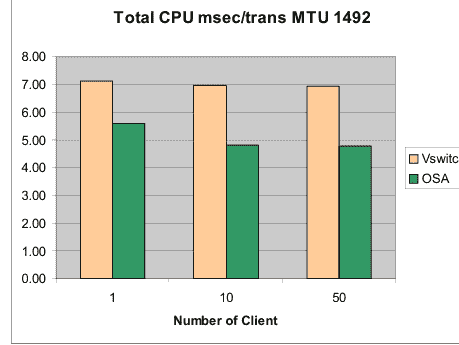 Total CPU msec/trans MTU 1492
8.00
7.00
6.00
5.00
4.00
3.00
2.00
1.00
0.00
Vswitc
OSA
1 10 50
Number of Client